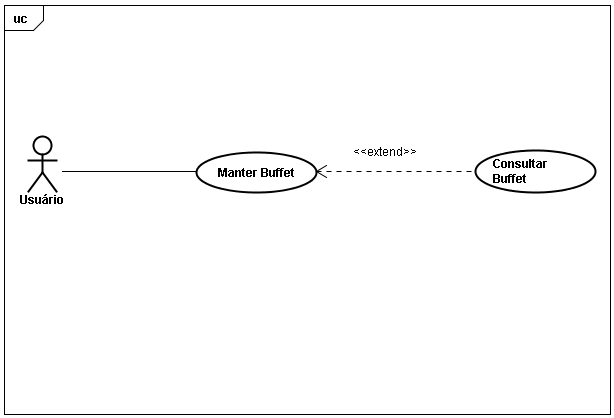 uc
<<extend>>
Manter Buffet
Consultar
Buffet
Usuário